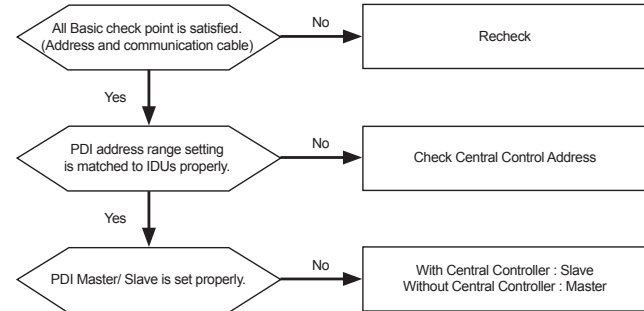 All Basic check point is satisfied.
(Address and communication cable)
No
Recheck
Yes
PDI address range setting
is matched to IDUs properly.
No
Check Central Control Address
Yes
PDI Master/ Slave is set properly.
No
With Central Controller : Slave
Without Central Controller : Master